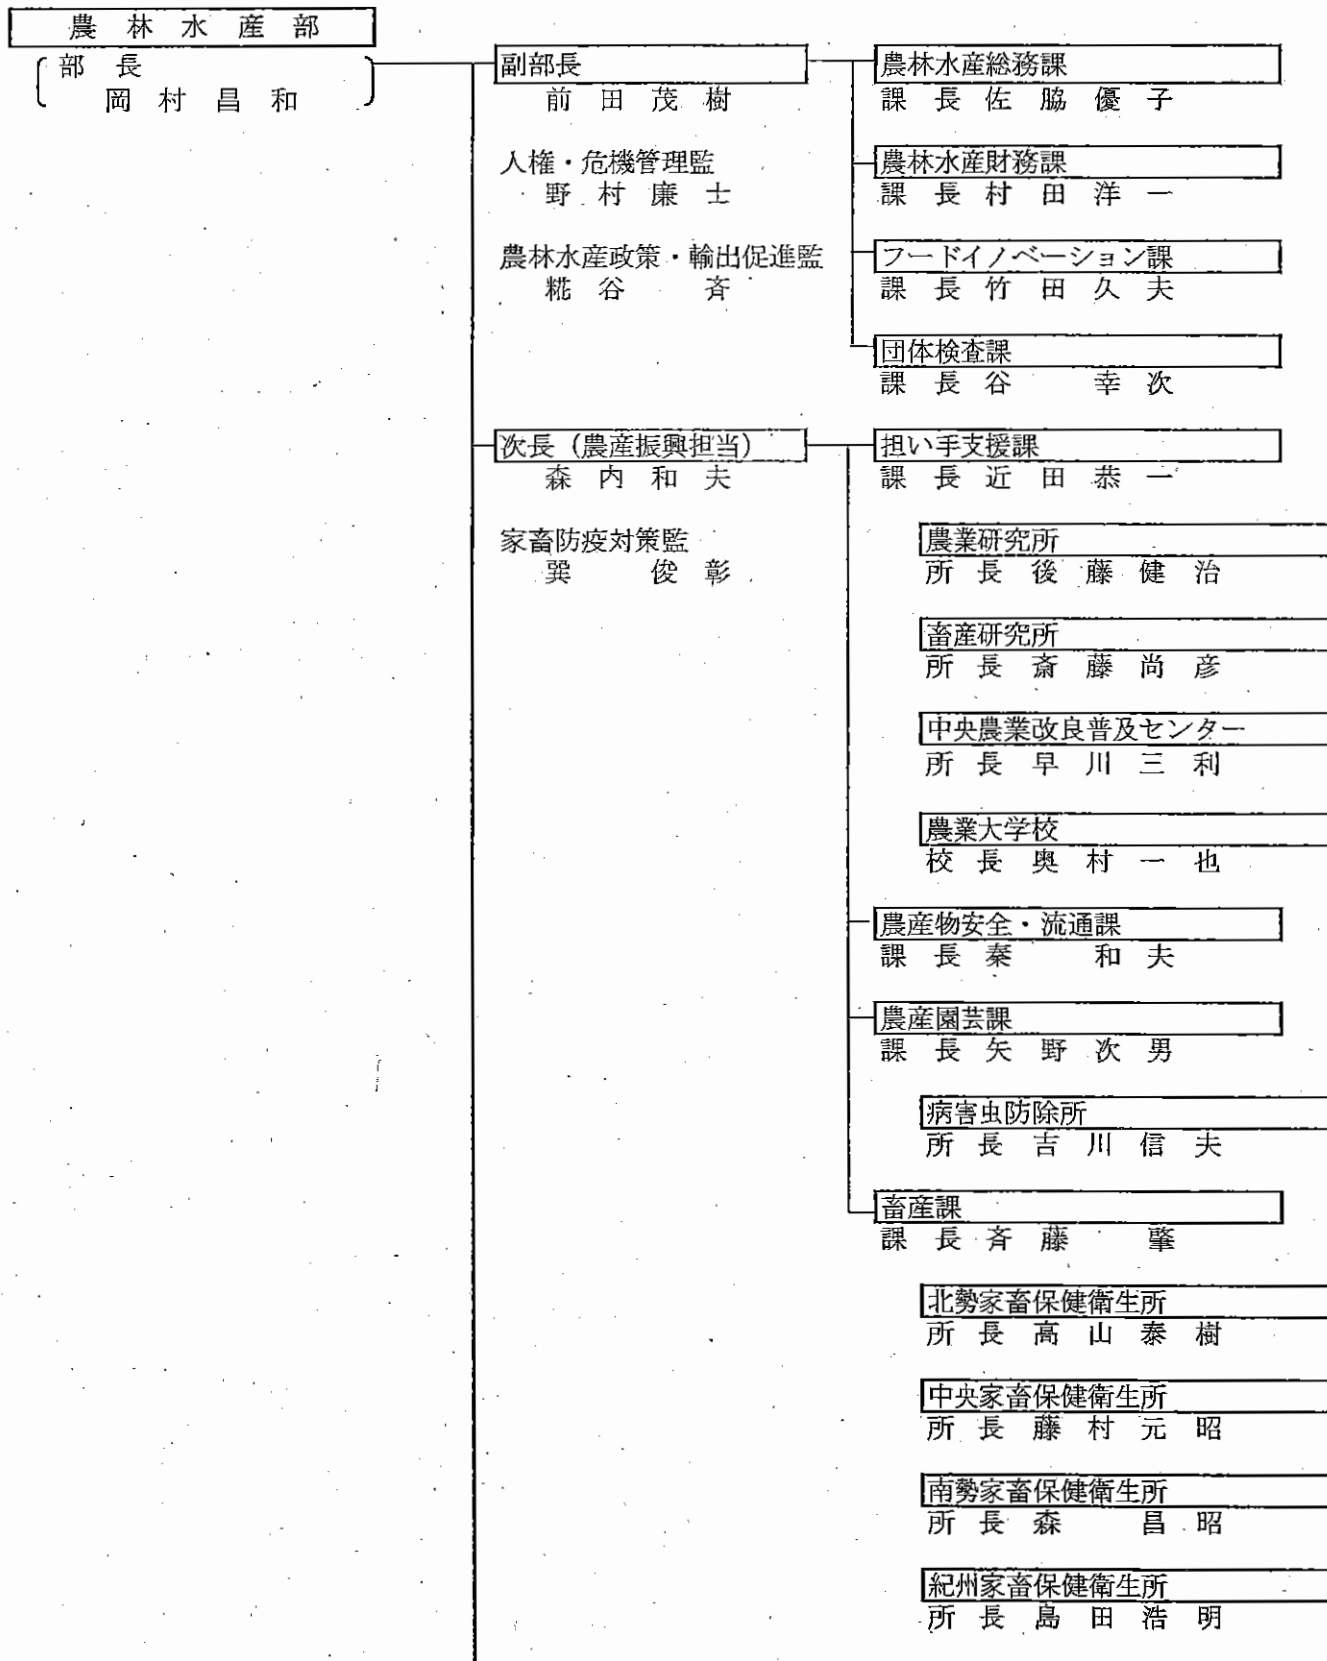 農林水産部
部長
岡村昌和
副部長
前田茂樹
人権・危機管理監
野村廉士
農林水産政策・輸出促進監
糀谷 斉
農林水産総務課
課長佐脇優子
農林水産財務課
課長村田洋一
フードイノベーション課
課長竹田久夫
団体検査課
課長谷 幸次
次長（農産振興担当）
森内和夫
家畜防疫対策監
巽 俊彰
担い手支援課
課長近田恭一
農業研究所
所長後藤健治
畜産研究所
所長斎藤尚彦
中央農業改良普及センター
所長早川三利
農業大学校
校長奥村一也
農産物安全・流通課
課長秦 和夫
農産園芸課
課長矢野次男
病害虫防除所
所長吉川信夫
畜産課
課長斉藤 肇
北勢家畜保健衛生所
所長高山泰樹
中央家畜保健衛生所
所長藤村元昭
南勢家畜保健衛生所
所長森 昌昭
紀州家畜保健衛生所
所長島田浩明